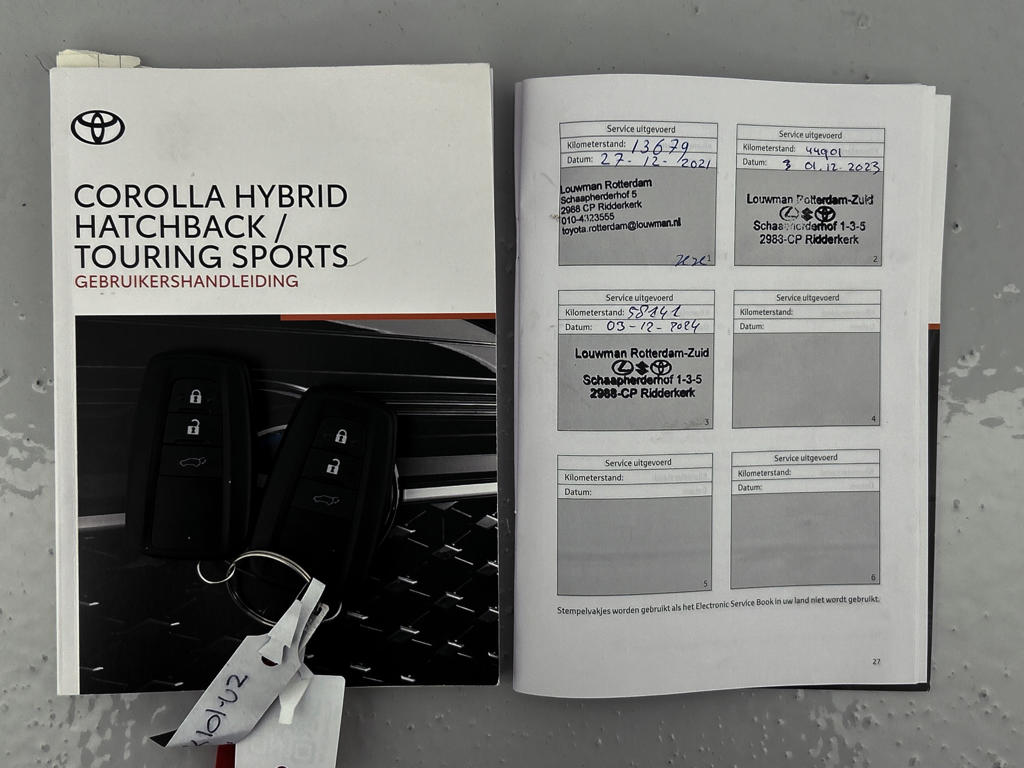 COROLLA HYBRID
HATCHBACK /
TOURING SPORTS
GEBRUIKERSHANDLEIDING
Service uitgevoerd
Kilometerstand: 13679
Datum: 27-12-2021
Louwman Rotterdam
Schaapherderhof 5
2988 CP Ridderkerk
010-4323555
toyota.rotterdam@louwman.nl
1
Service uitgevoerd
Kilometerstand: 44901
Datum: 01.12.2023
Louwman Rotterdam-Zuid
Schaapherderhof 1-3-5
2988-CP Ridderkerk
2
Service uitgevoerd
Kilometerstand: 58141
Datum: 03-12-2024
Louwman Rotterdam-Zuid
Schaapherderhof 1-3-5
2988-CP Ridderkerk
3
Service uitgevoerd
Kilometerstand:
Datum:
4
Service uitgevoerd
Kilometerstand:
Datum:
5
Service uitgevoerd
Kilometerstand:
Datum:
6
Stempelvakjes worden gebruikt als het Electronic Service Book in uw land niet wordt gebruikt.
27